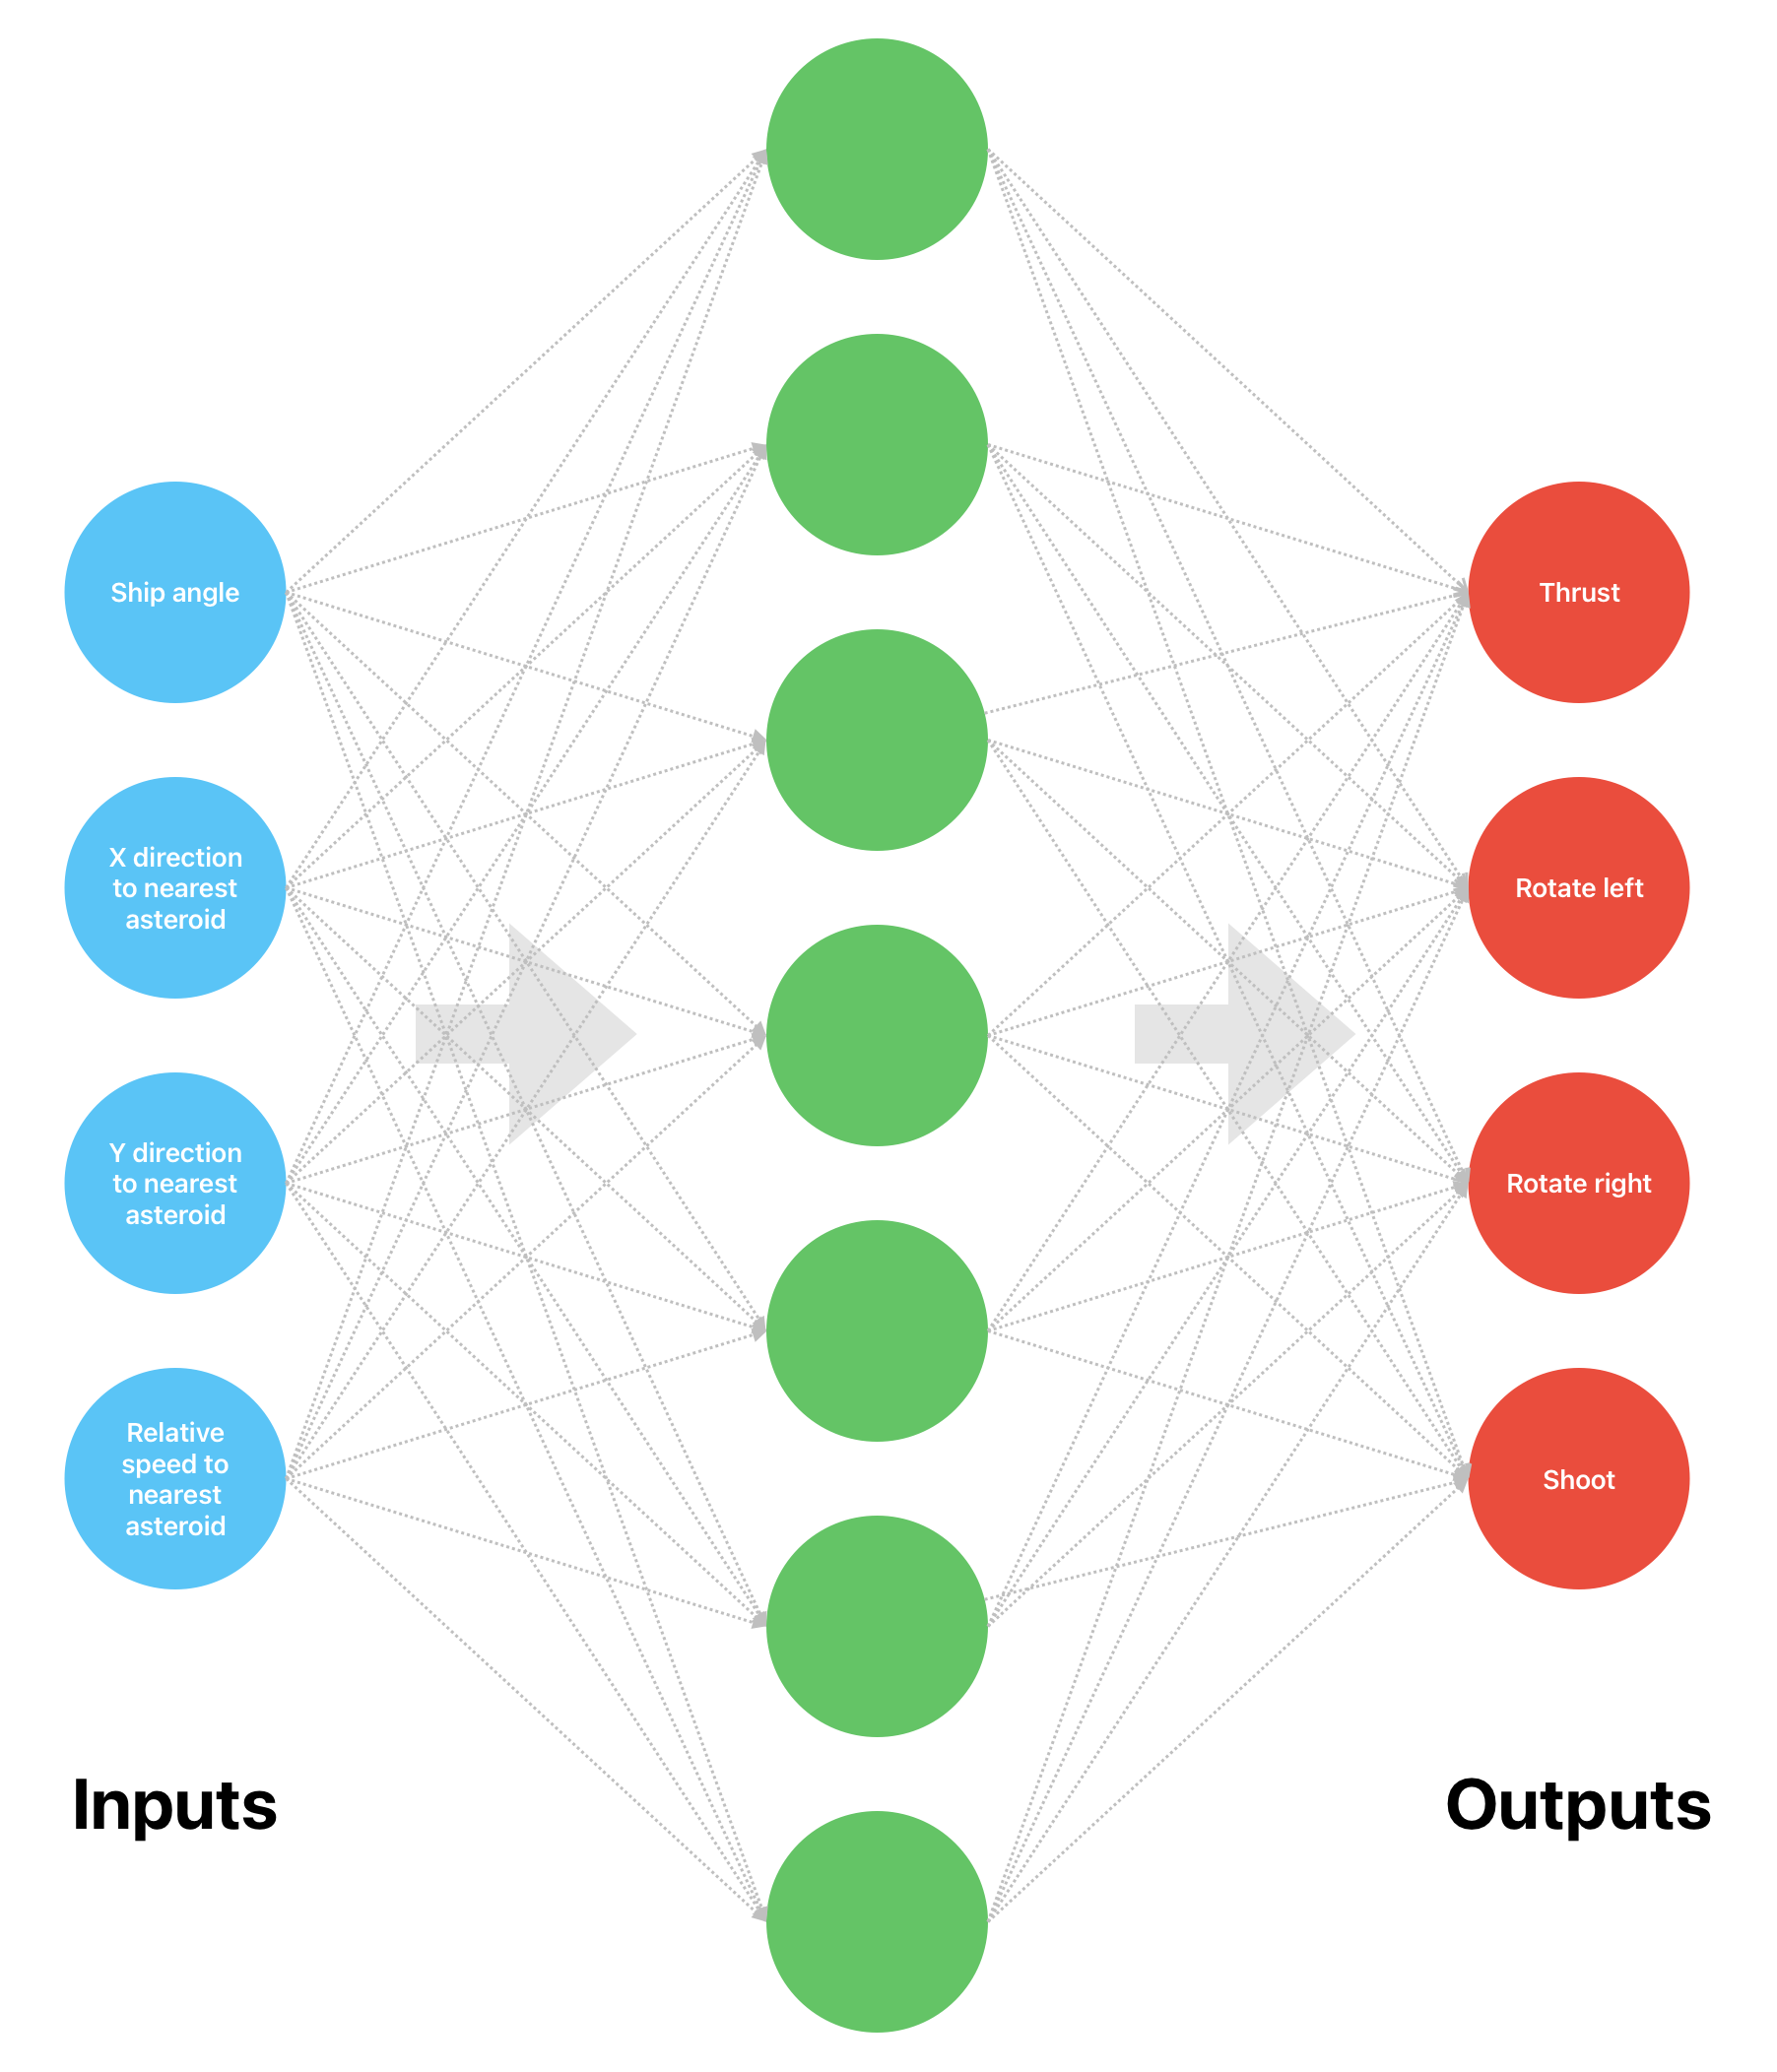 Ship angle
X direction
to nearest
asteroid
Y direction
to nearest
asteroid
Relative
speed to
nearest
asteroid
Inputs
Thrust
Rotate left
Rotate right
Shoot
Outputs